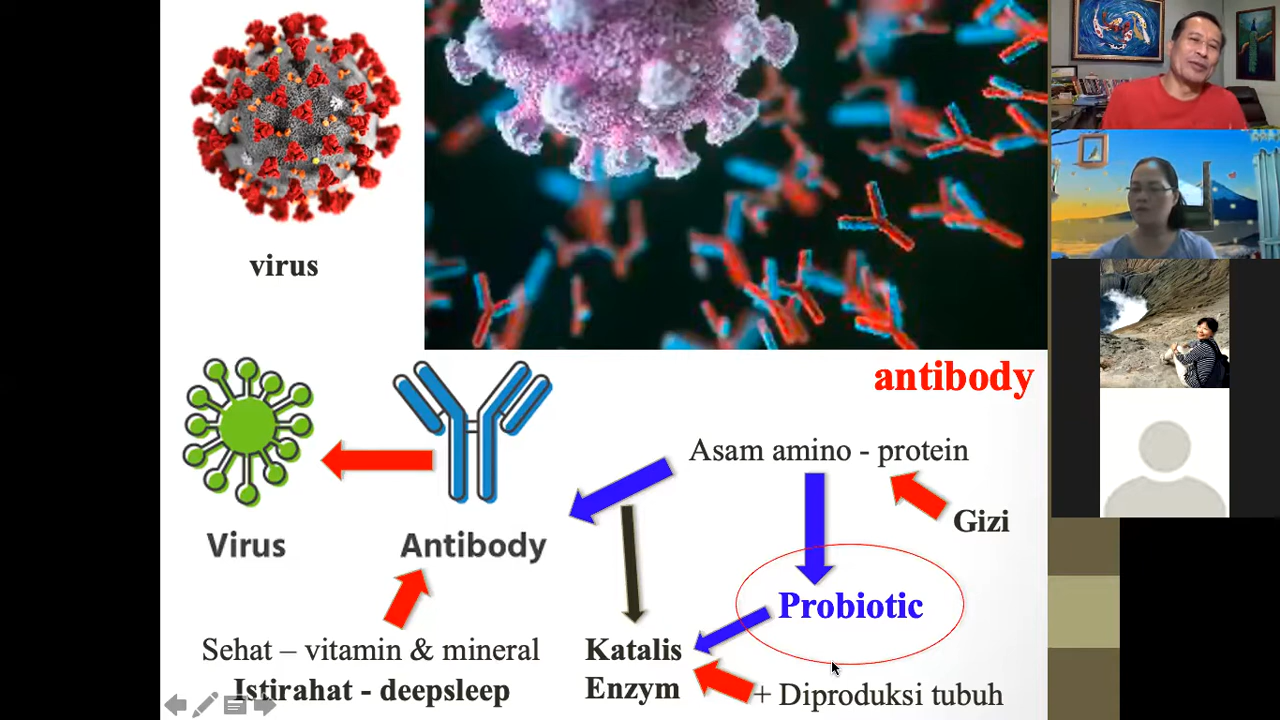 virus
antibody
Asam amino - protein
Gizi
Virus
Antibody
Probiotic
Sehat – vitamin & mineral
Istirahat - deepsleep
Katalis
Enzym
+ Diproduksi tubuh